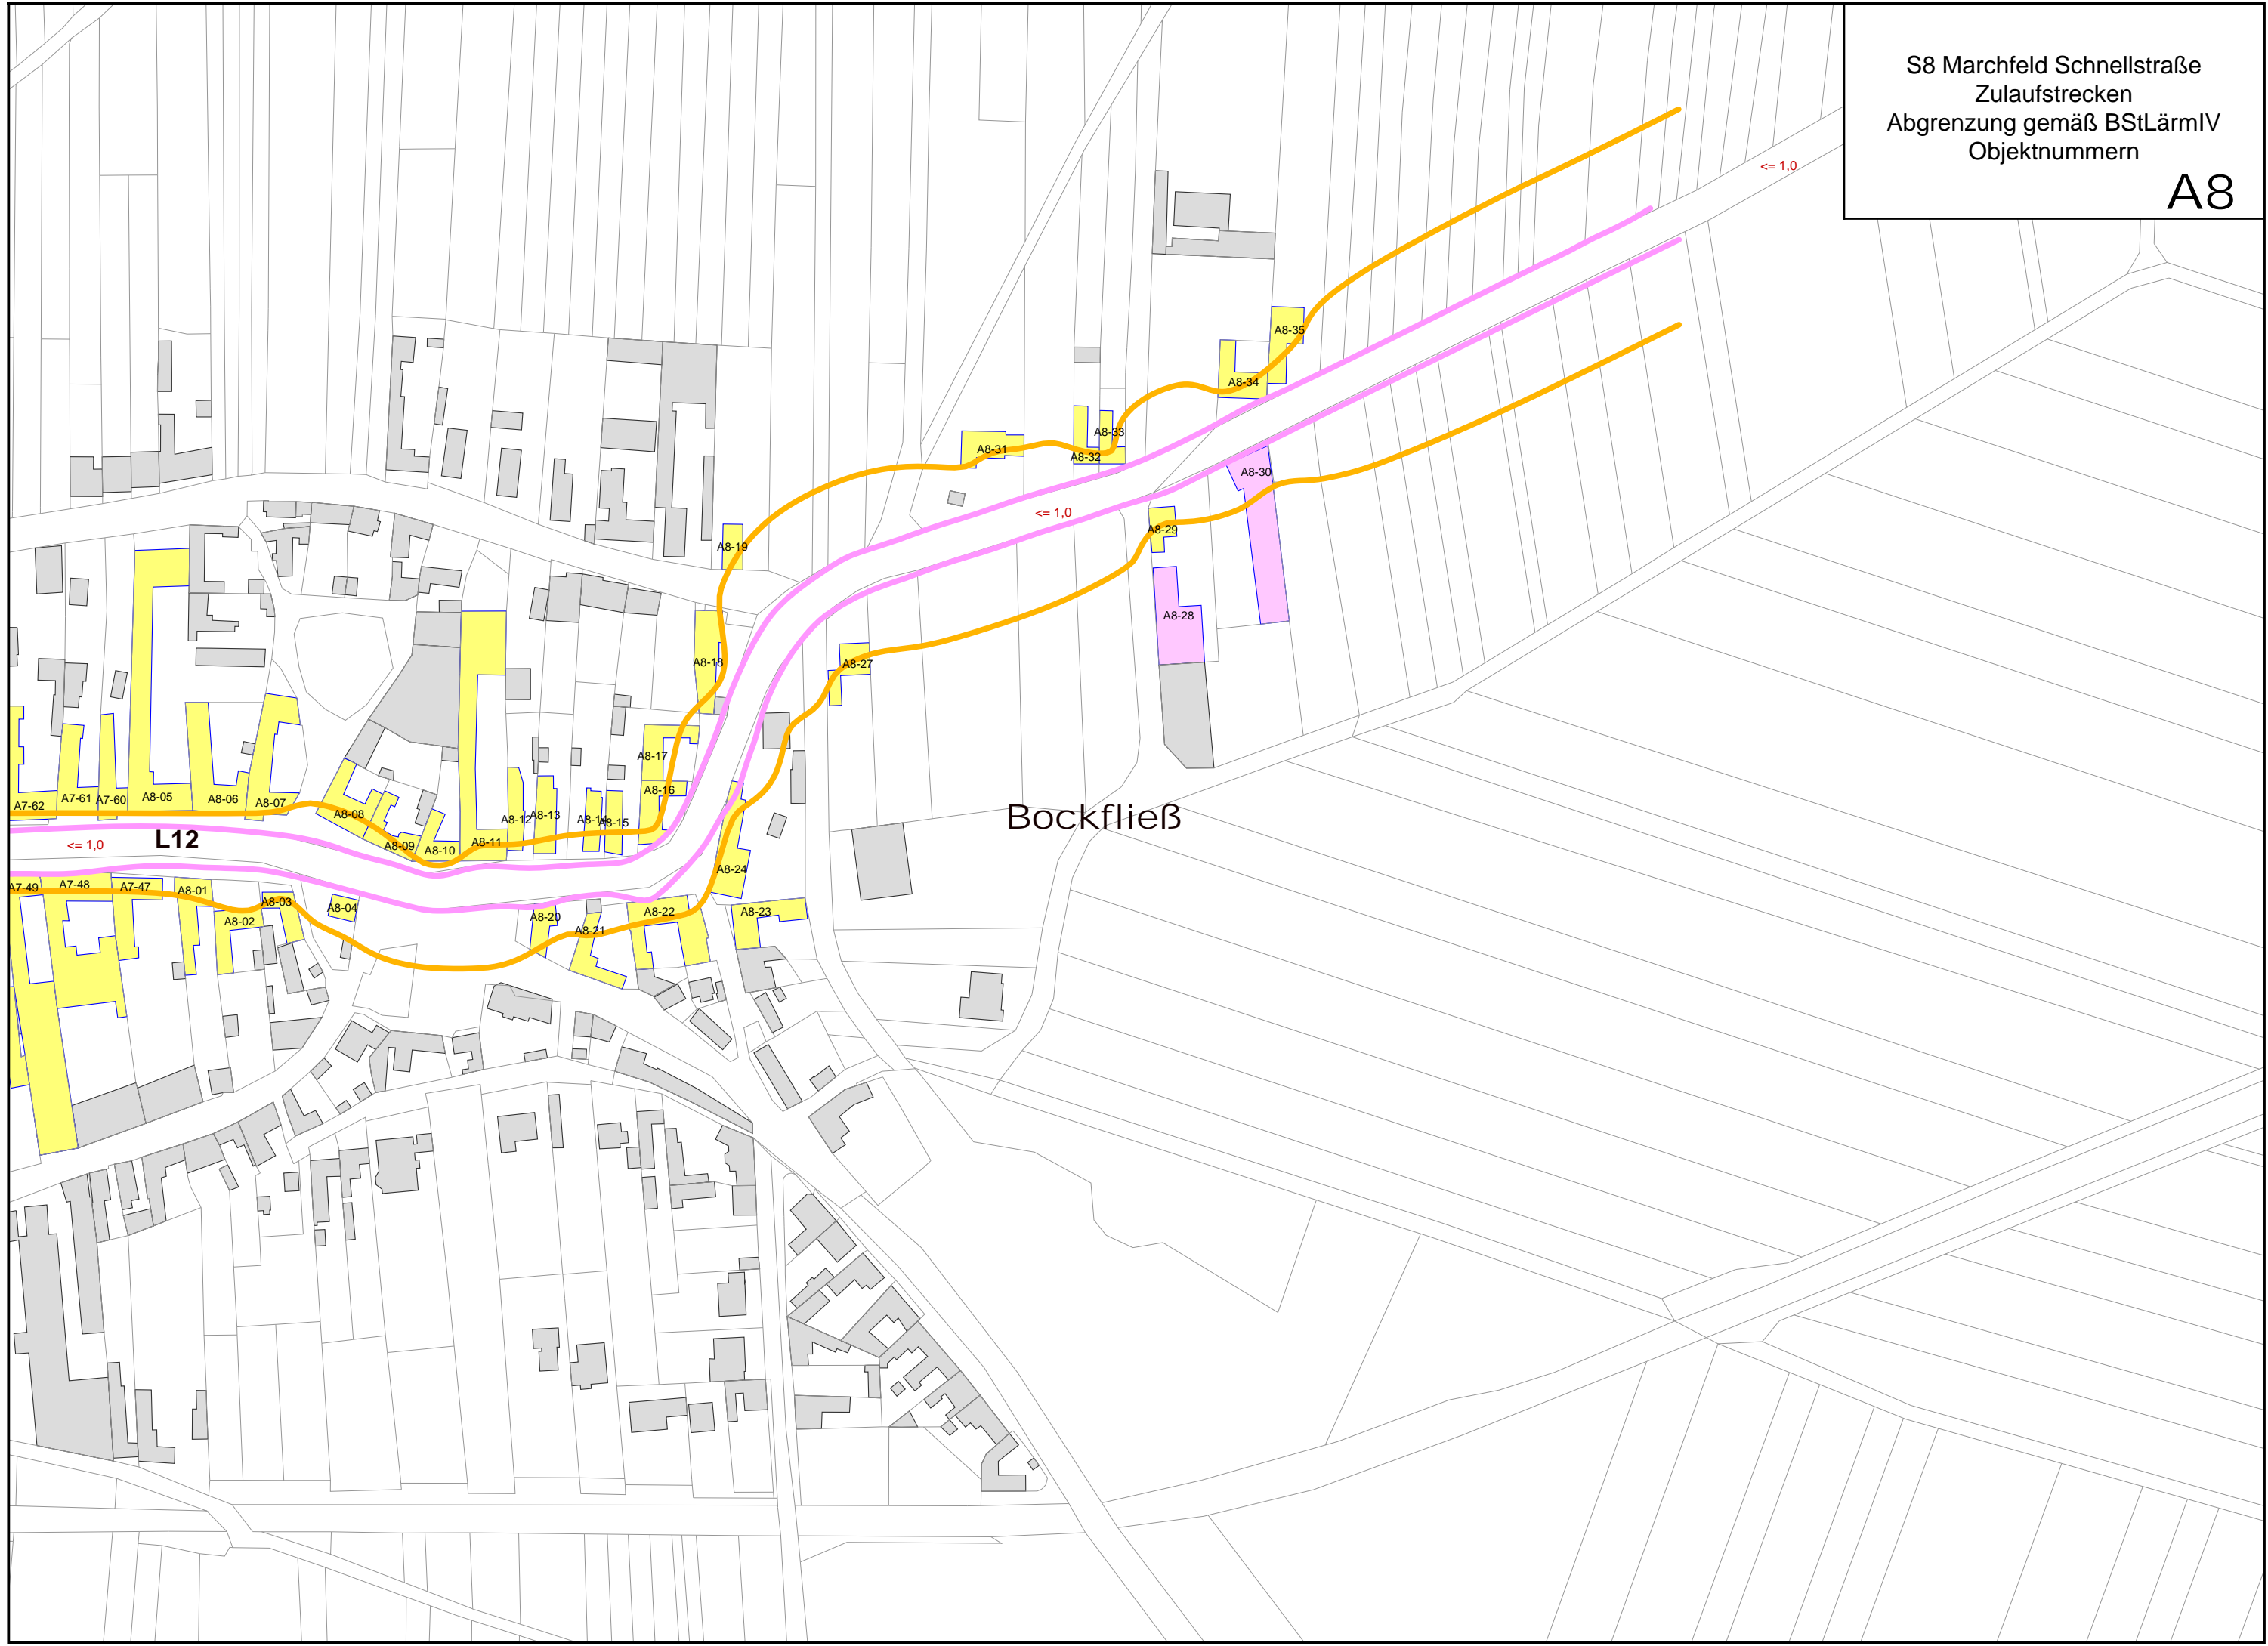 S8 Marchfeld Schnellstraße
Zulaufstrecken
Abgrenzung gemäß BStLärmIV
Objektnummern
A8
<= 1,0
A8-35
A8-34
A8-33
A8-31
A8-32
A8-30
<= 1,0
A8-29
A8-19
A8-28
A8-18
A8-27
A8-17
A8-16
A7-62
A7-61
A7-60
A8-05
A8-06
A8-07
A8-08
A8-12
A8-13
A8-14
A8-15
Bockfließ
L12
<= 1,0
A8-09
A8-10
A8-11
A8-24
A7-49
A7-48
A7-47
A8-01
A8-02
A8-03
A8-04
A8-20
A8-21
A8-22
A8-23